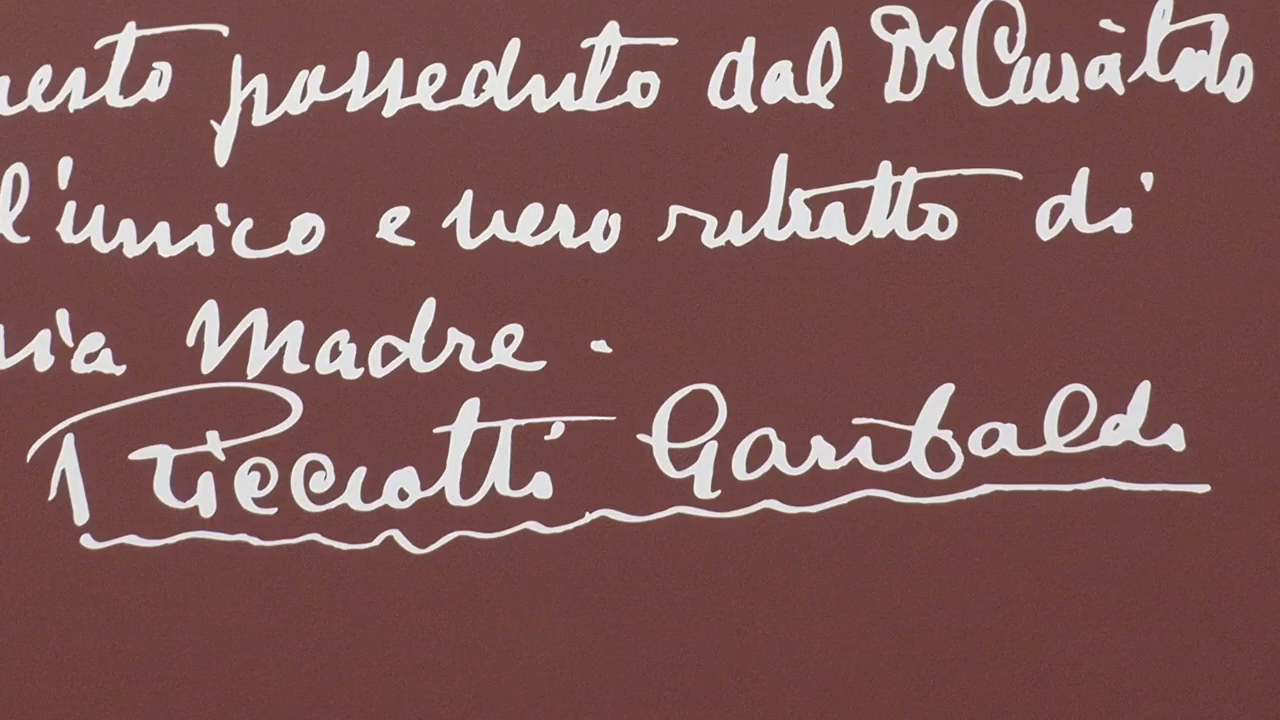 uesto posseduto dal Dr Curàtolo
l'unico e vero ritratto di
mia Madre.
Ricciotti Garibaldi